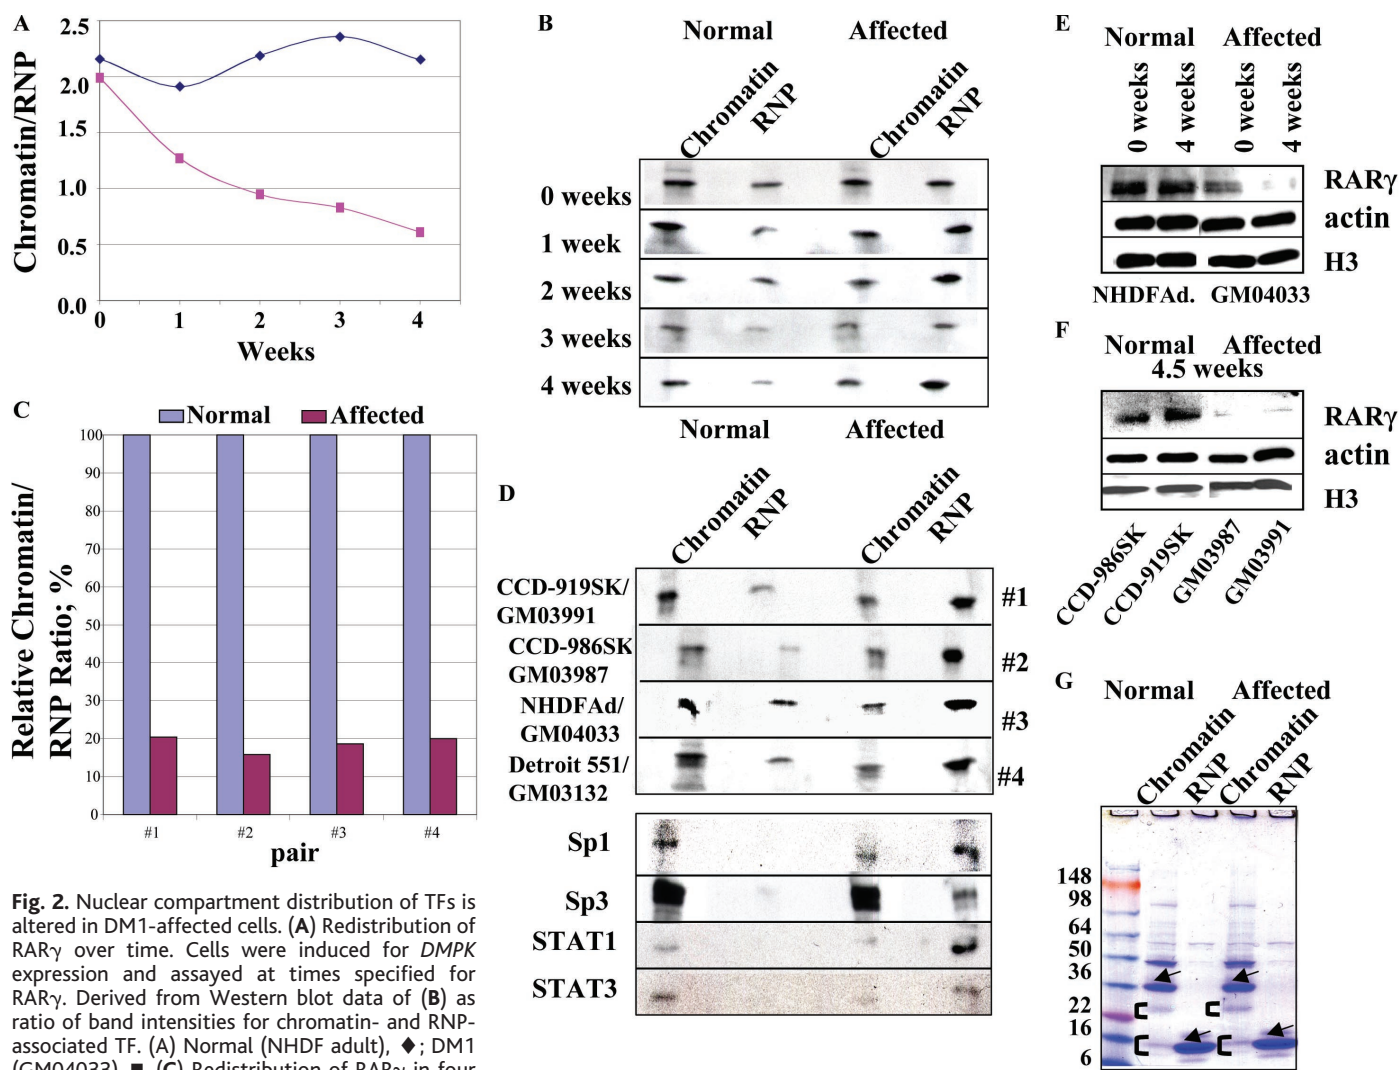 A
2.5
2.0
1.5
1.0
0.5
0.0
Chromatin/RNP
0 1 2 3 4
Weeks
B
Normal Affected
Chromatin RNP Chromatin RNP
0 weeks
1 week
2 weeks
3 weeks
4 weeks
C
Normal Affected
Relative Chromatin/
RNP Ratio; %
100
90
80
70
60
50
40
30
20
10
0
#1 #2 #3 #4
pair
D
Normal Affected
Chromatin RNP Chromatin RNP
CCD-919SK/
GM03991
#1
CCD-986SK
GM03987
#2
NHDFAd/
GM04033
#3
Detroit 551/
GM03132
#4
Sp1
Sp3
STAT1
STAT3
E
Normal Affected
0 weeks 4 weeks 0 weeks 4 weeks
RARγ
actin
H3
NHDFAd. GM04033
F
Normal Affected
4.5 weeks
RARγ
actin
H3
CCD-986SK CCD-919SK GM03987 GM03991
G
Normal Affected
Chromatin RNP Chromatin RNP
148
98
64
50
36
22
16
6
Fig. 2. Nuclear compartment distribution of TFs is
altered in DM1-affected cells. (A) Redistribution of
RARγ over time. Cells were induced for DMPK
expression and assayed at times specified for
RARγ. Derived from Western blot data of (B) as
ratio of band intensities for chromatin- and RNP-
associated TF. (A) Normal (NHDF adult), ◆; DM1
(GM04033), ■. (C) Redistribution of RARγ in four